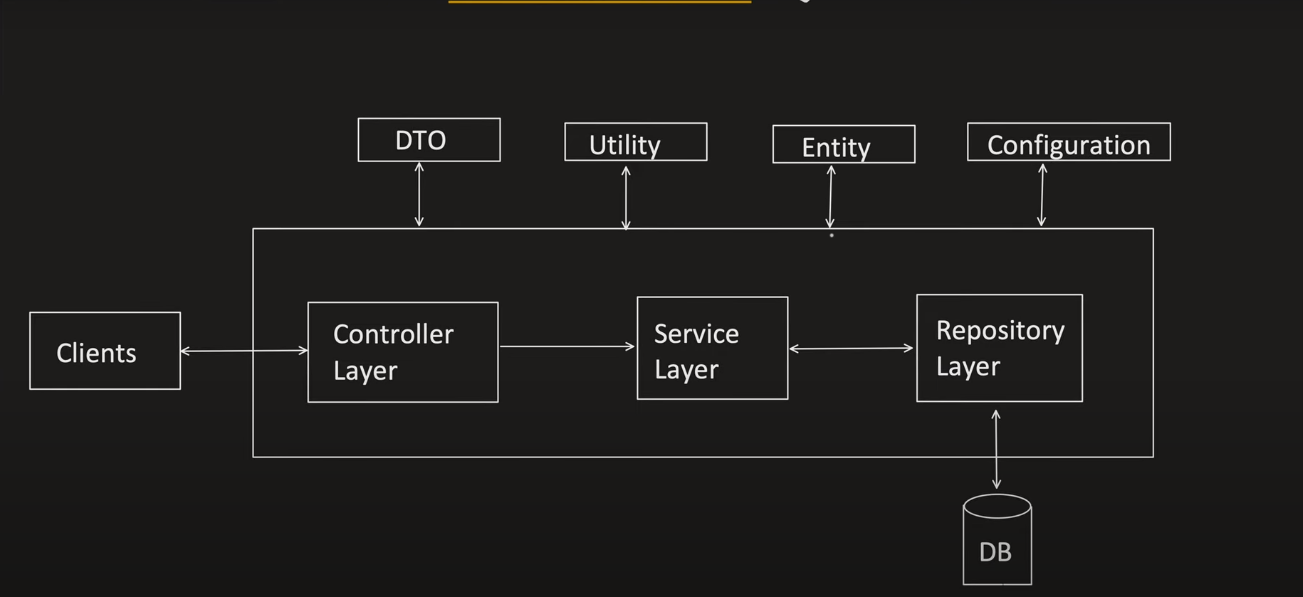 DTO
Utility
Entity
Configuration
Clients
Controller
Layer
Service
Layer
Repository
Layer
DB